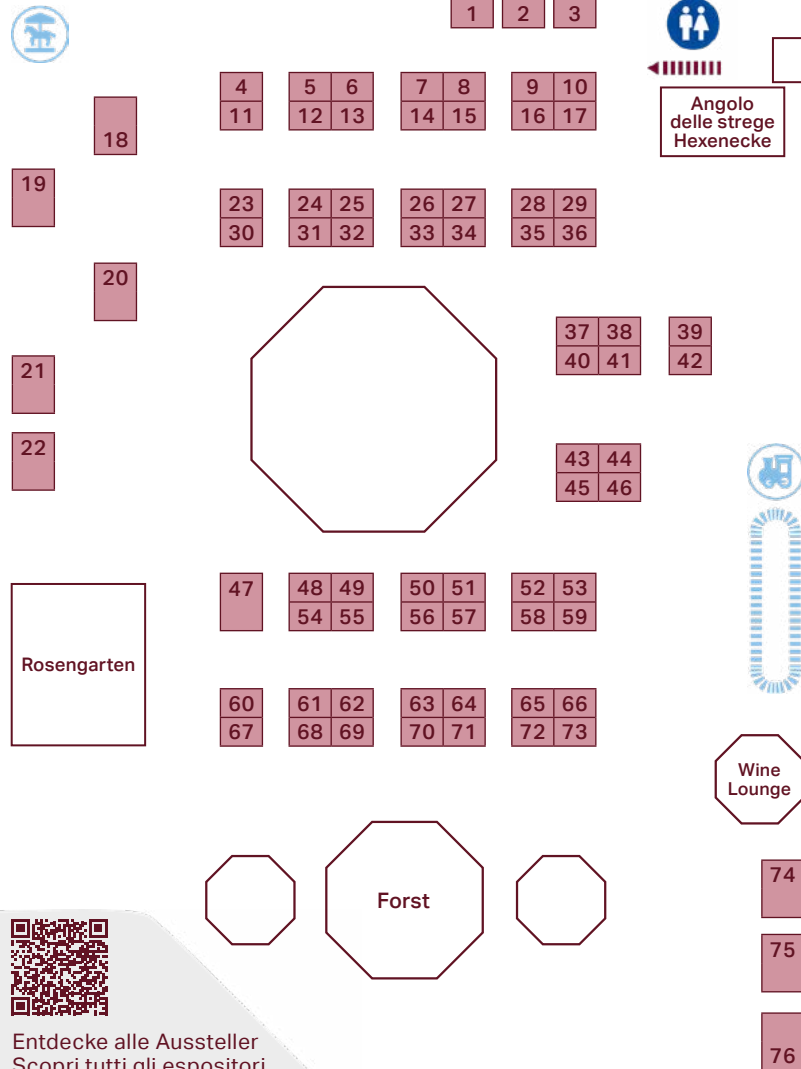 1 2 3
4 5 6 7 8 9 10
11 12 13 14 15 16 17
Angolo
delle strege
Hexenecke
18
19
23 24 25 26 27 28 29
30 31 32 33 34 35 36
20
37 38 39
40 41 42
21
22
43 44
45 46
47 48 49 50 51 52 53
54 55 56 57 58 59
Rosengarten
60 61 62 63 64 65 66
67 68 69 70 71 72 73
Wine
Lounge
Forst
74
75
76
Entdecke alle Aussteller
Scopri tutti gli espositori